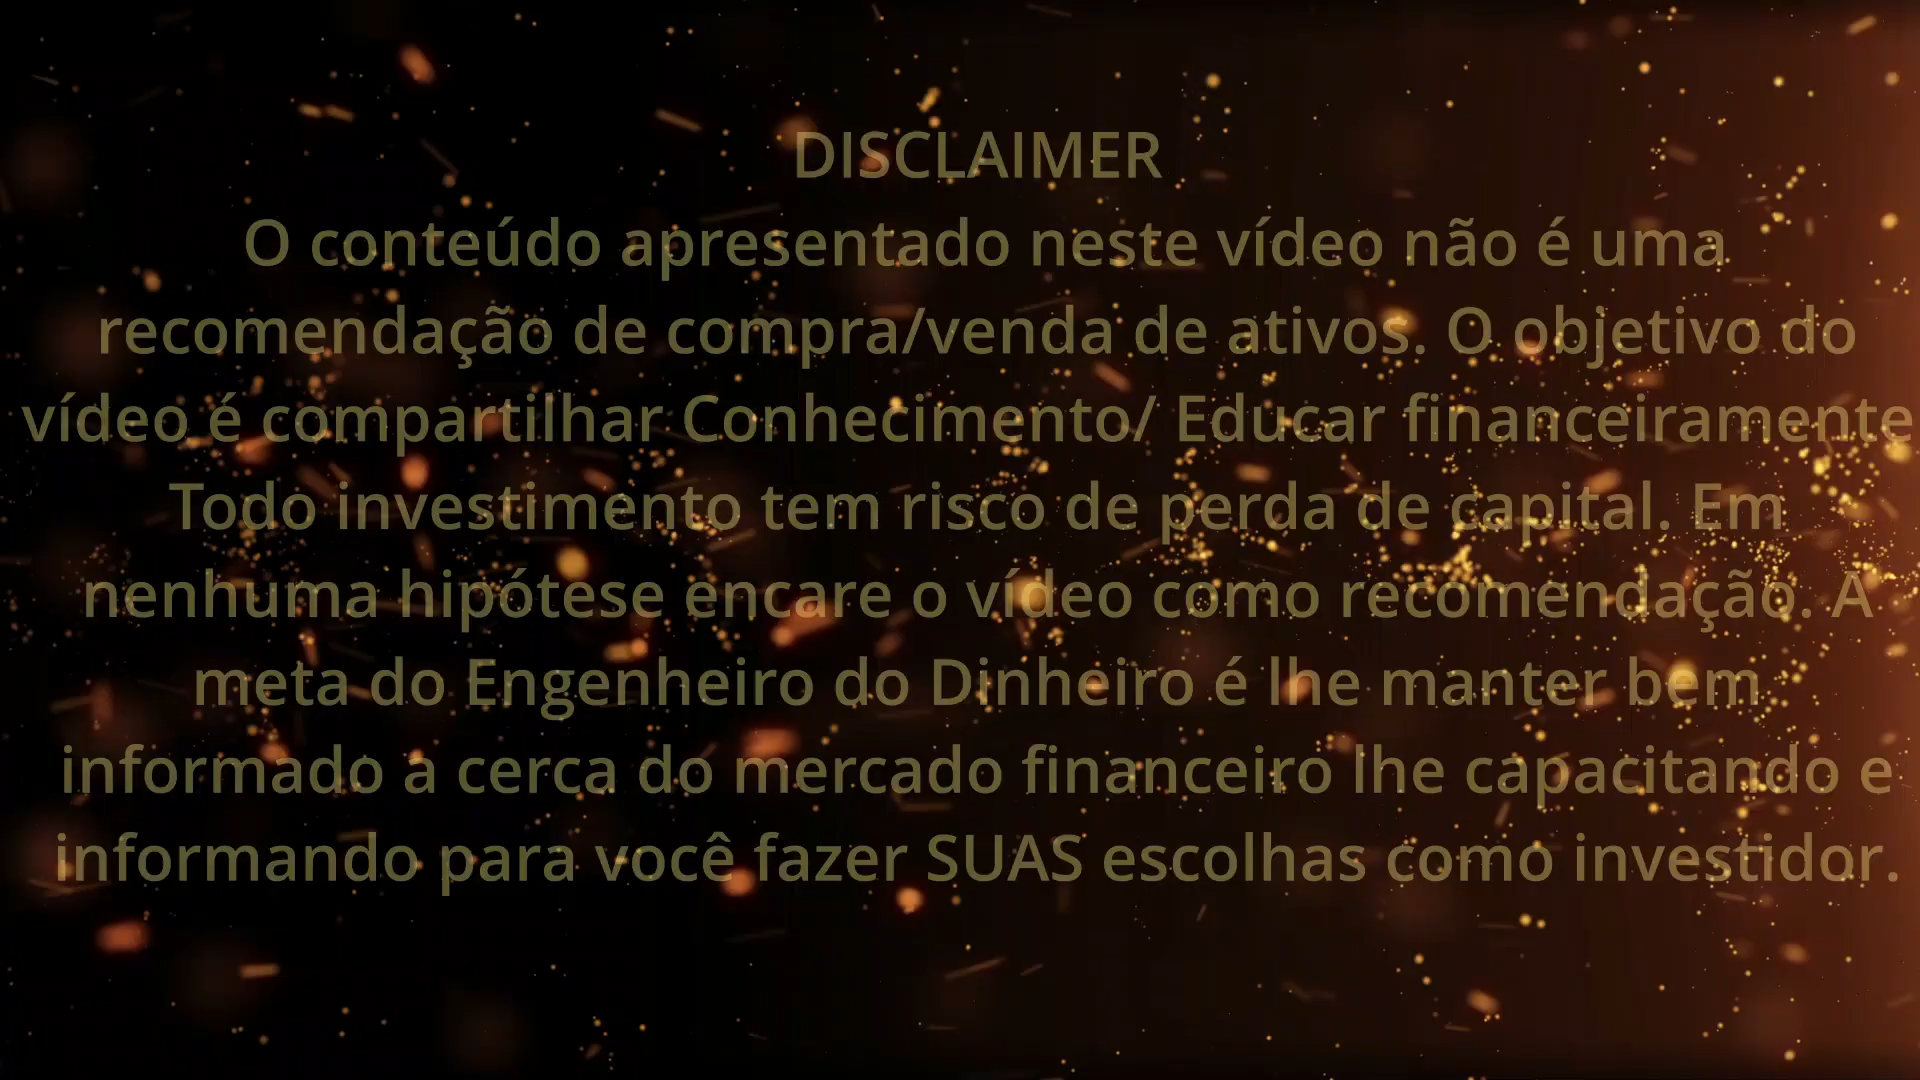 DISCLAIMER
O conteúdo apresentado neste vídeo não é uma
recomendação de compra/venda de ativos. O objetivo do
vídeo é compartilhar Conhecimento/ Educar financeiramente
Todo investimento tem risco de perda de capital. Em
nenhuma hipótese encare o vídeo como recomendação. A
meta do Engenheiro do Dinheiro é lhe manter bem
informado a cerca do mercado financeiro lhe capacitando e
informando para você fazer SUAS escolhas como investidor.